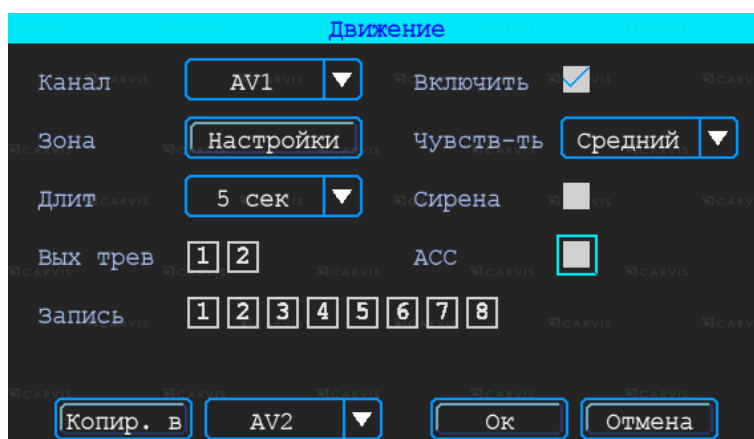 Движение
Канал AV1 Включить
Зона Настройки Чувств-ть Средний
Длит 5 сек Сирена
Вых трев 1 2 ACC
Запись 1 2 3 4 5 6 7 8
Копир. в AV2 Ок Отмена
CARVIS